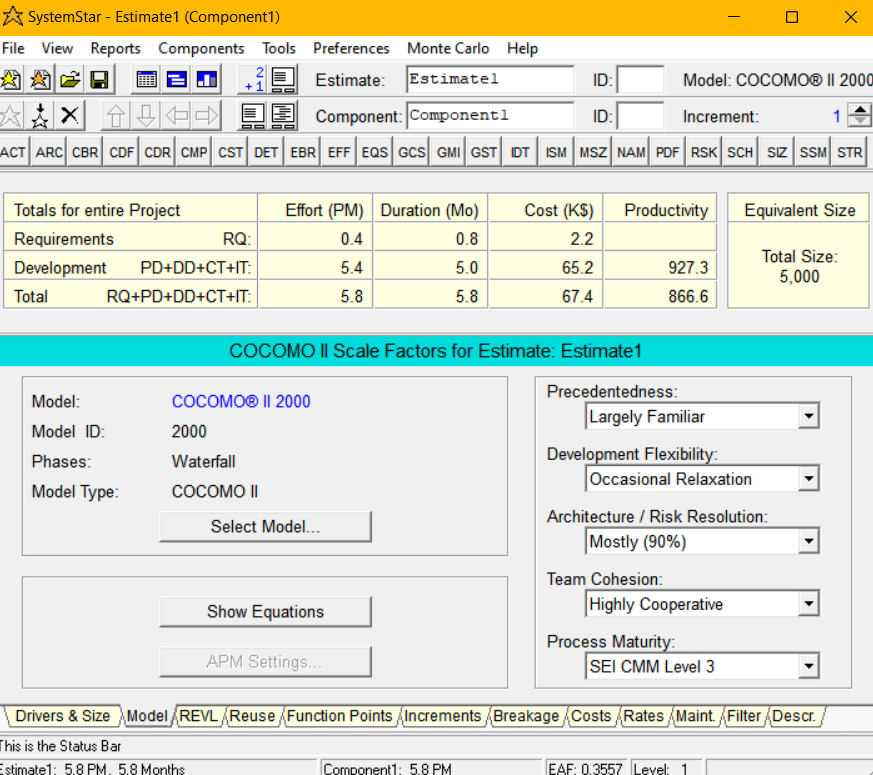 SystemStar - Estimate1 (Component1)
File View Reports Components Tools Preferences Monte Carlo Help
2 +1 Estimate: Estimate1 ID: Model: COCOMO® II 2000
Component: Component1 ID: Increment: 1
ACT ARC CBR CDF CDR CMP CST DET EBR EFF EQS GCS GMI GST IDT ISM MSZ NAM PDF RSK SCH SIZ SSM STR
Totals for entire Project Effort (PM) Duration (Mo) Cost (K$) Productivity Equivalent Size
Requirements RQ: 0.4 0.8 2.2
Total Size:
Development PD+DD+CT+IT: 5.4 5.0 65.2 927.3
5,000
Total RQ+PD+DD+CT+IT: 5.8 5.8 67.4 866.6
COCOMO II Scale Factors for Estimate: Estimate1
Model: COCOMO® II 2000
Model ID: 2000
Phases: Waterfall
Model Type: COCOMO II
Select Model...
Show Equations
APM Settings...
Precedentedness:
Largely Familiar
Development Flexibility:
Occasional Relaxation
Architecture / Risk Resolution:
Mostly (90%)
Team Cohesion:
Highly Cooperative
Process Maturity:
SEI CMM Level 3
Drivers & Size Model REVL Reuse Function Points Increments Breakage Costs Rates Maint. Filter Descr.
This is the Status Bar
Estimate1: 5.8 PM, 5.8 Months Component1: 5.8 PM EAF: 0.3557 Level: 1